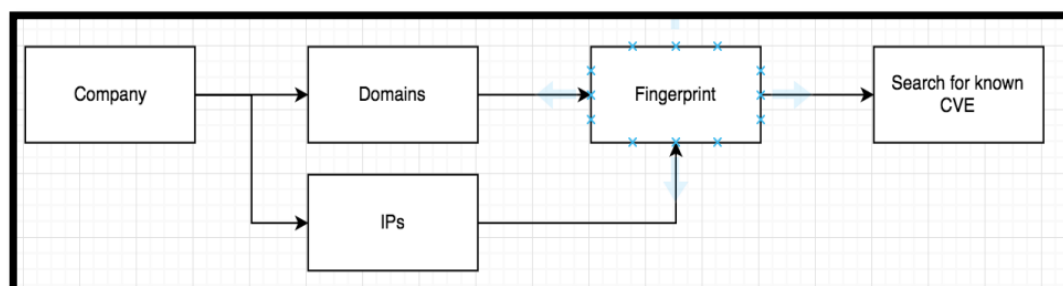 Company
Domains
Fingerprint
Search for known
CVE
IPs